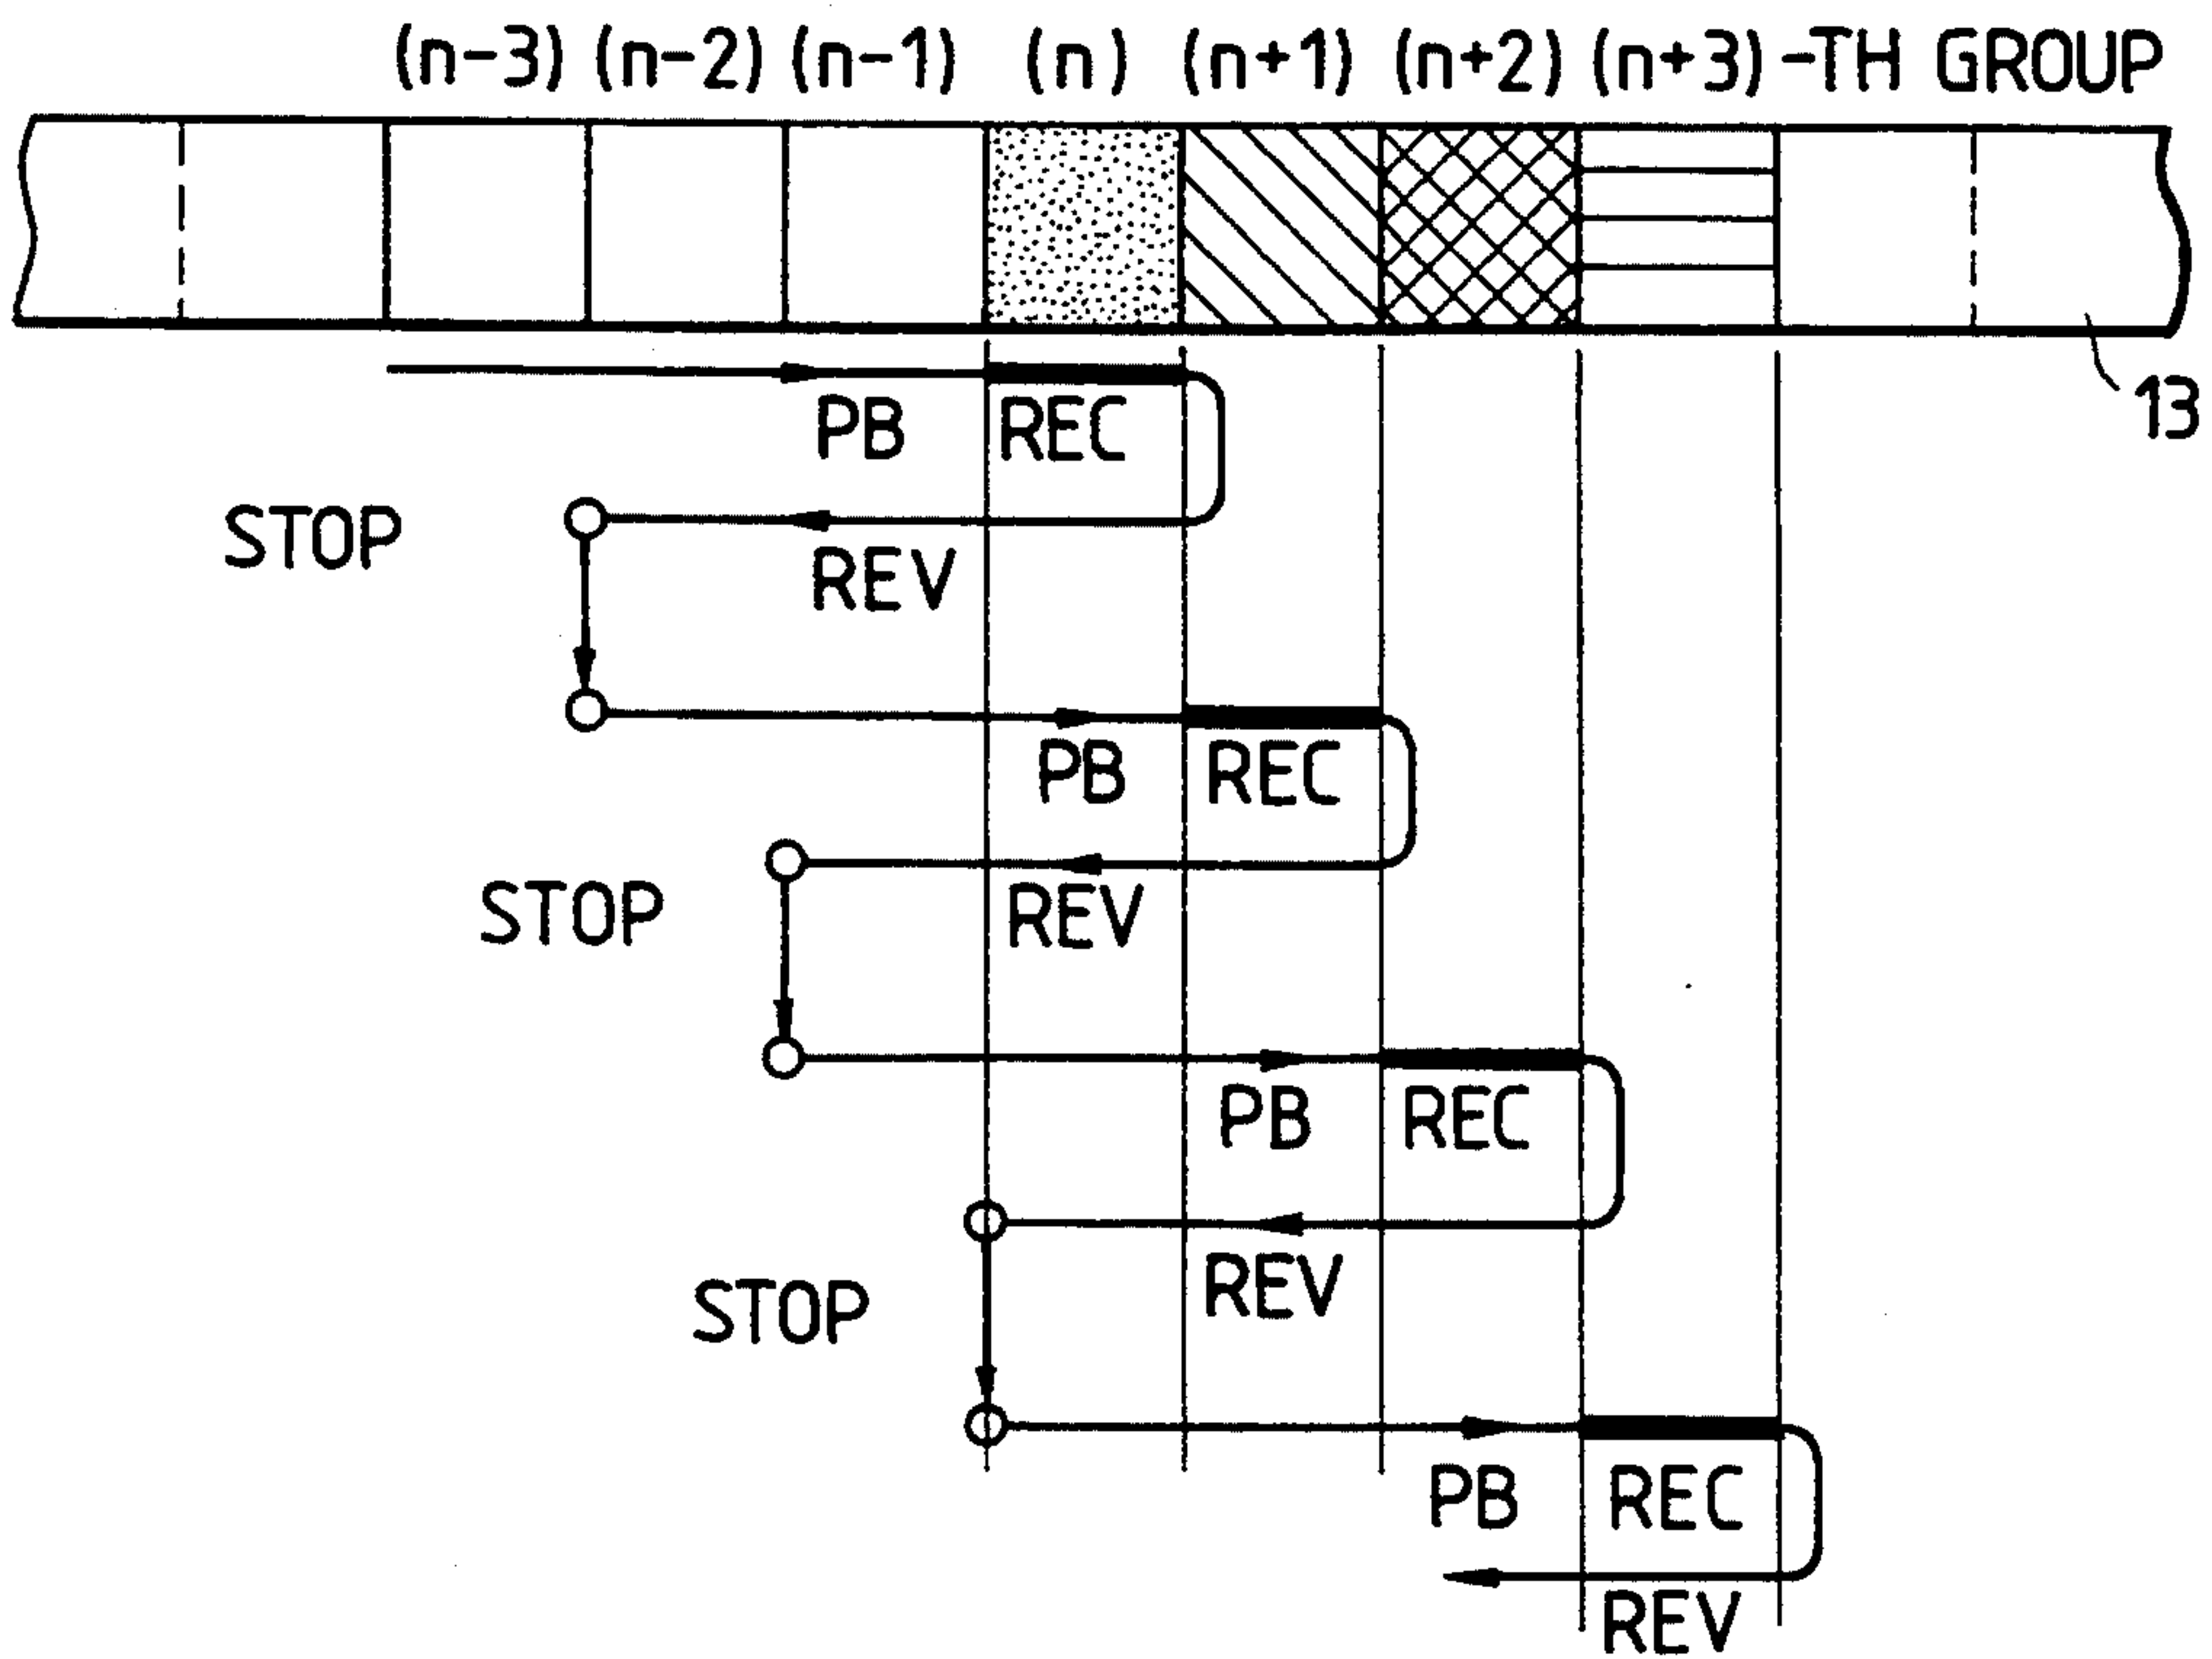 (n-3) (n-2) (n-1) (n) (n+1) (n+2) (n+3)-TH GROUP
13
PB REC
STOP
REV
PB REC
STOP
REV
PB REC
STOP
REV
PB REC
REV